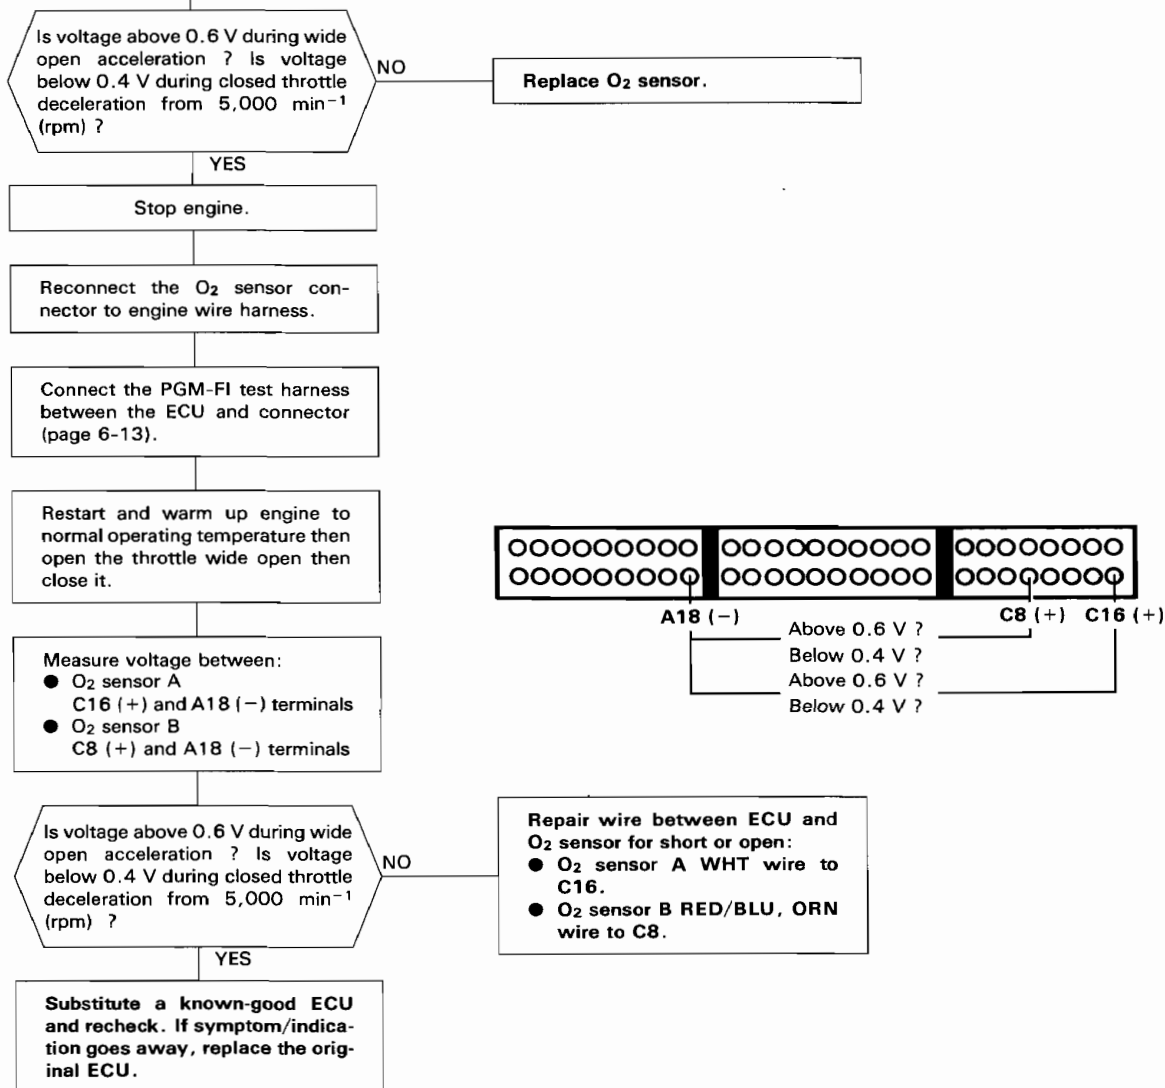 Is voltage above 0.6 V during wide
open acceleration ? Is voltage
below 0.4 V during closed throttle
deceleration from 5,000 min⁻¹
(rpm) ?
NO
Replace O₂ sensor.
YES
Stop engine.
Reconnect the O₂ sensor con-
nector to engine wire harness.
Connect the PGM-FI test harness
between the ECU and connector
(page 6-13).
Restart and warm up engine to
normal operating temperature then
open the throttle wide open then
close it.
A18 (−)
C8 (+)
C16 (+)
Above 0.6 V ?
Below 0.4 V ?
Above 0.6 V ?
Below 0.4 V ?
Measure voltage between:
● O₂ sensor A
C16 (+) and A18 (−) terminals
● O₂ sensor B
C8 (+) and A18 (−) terminals
Is voltage above 0.6 V during wide
open acceleration ? Is voltage
below 0.4 V during closed throttle
deceleration from 5,000 min⁻¹
(rpm) ?
NO
Repair wire between ECU and
O₂ sensor for short or open:
● O₂ sensor A WHT wire to
C16.
● O₂ sensor B RED/BLU, ORN
wire to C8.
YES
Substitute a known-good ECU
and recheck. If symptom/indica-
tion goes away, replace the orig-
inal ECU.